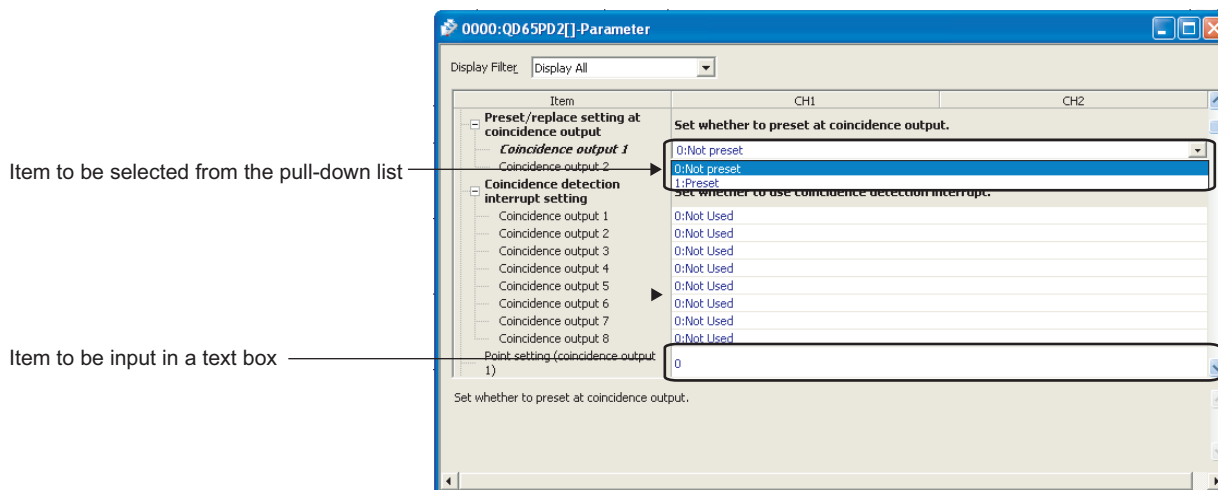 0000:QD65PD2[]-Parameter
Display Filter Display All
Item CH1 CH2
Preset/replace setting at
coincidence output
Set whether to preset at coincidence output.
Coincidence output 1 0:Not preset
Item to be selected from the pull-down list
Coincidence output 2 0:Not preset
1:Preset
Coincidence detection
interrupt setting
Set whether to use coincidence detection interrupt.
Coincidence output 1 0:Not Used
Coincidence output 2 0:Not Used
Coincidence output 3 0:Not Used
Coincidence output 4 0:Not Used
Coincidence output 5 0:Not Used
Coincidence output 6 0:Not Used
Coincidence output 7 0:Not Used
Coincidence output 8 0:Not Used
Item to be input in a text box
Point setting (coincidence output
1) 0
Set whether to preset at coincidence output.